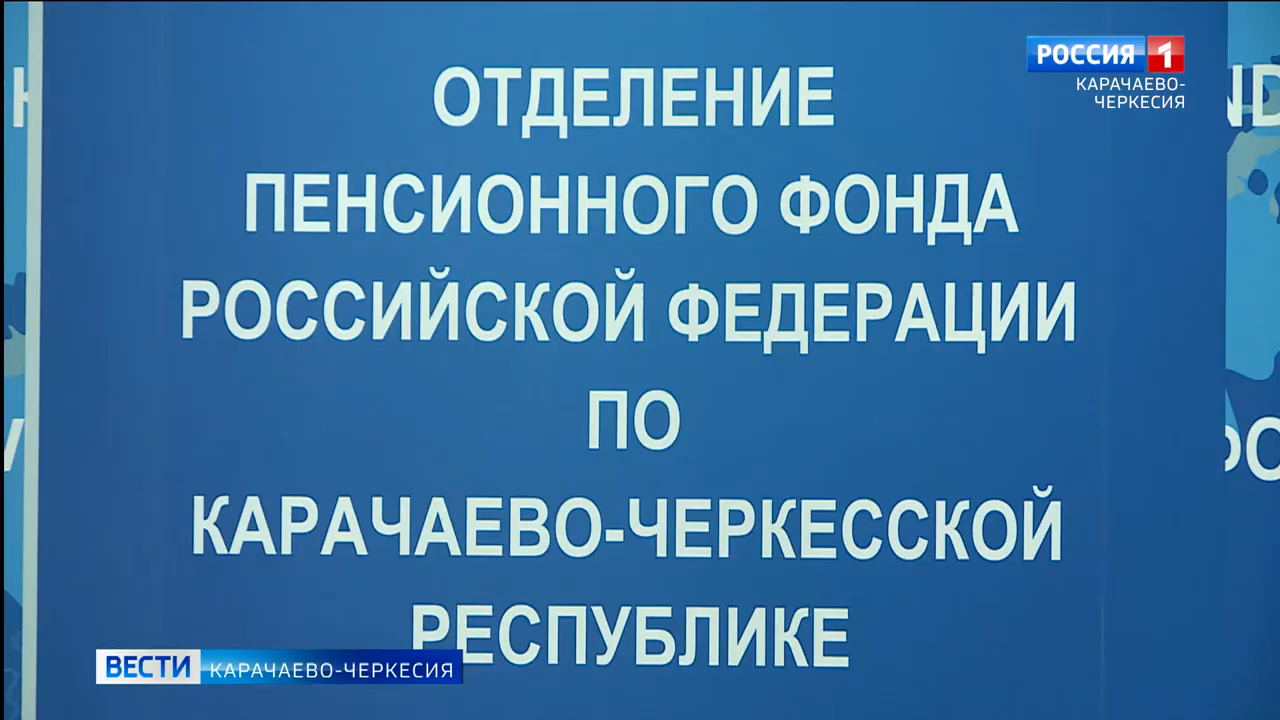 РОССИЯ 1
КАРАЧАЕВО-
ЧЕРКЕСИЯ
ОТДЕЛЕНИЕ
ПЕНСИОННОГО ФОНДА
РОССИЙСКОЙ ФЕДЕРАЦИИ
ПО
КАРАЧАЕВО-ЧЕРКЕССКОЙ
РЕСПУБЛИКЕ
ВЕСТИ КАРАЧАЕВО-ЧЕРКЕСИЯ